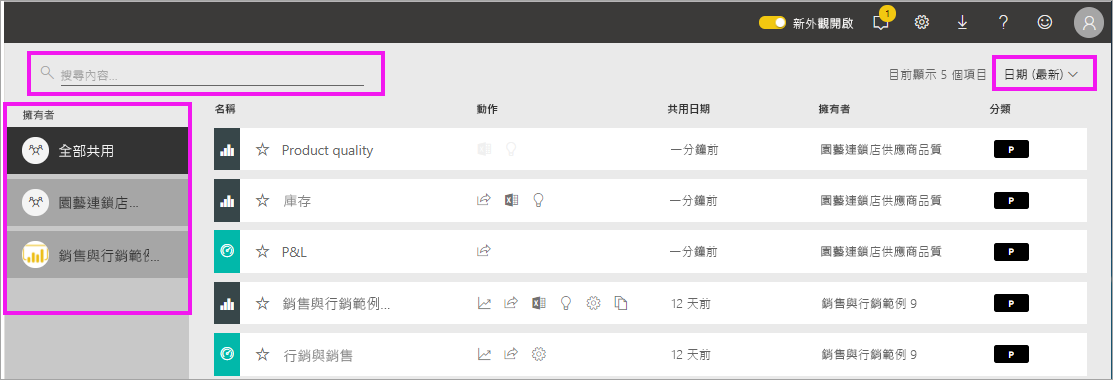 新外觀開啟
1
搜尋內容...
目前顯示 5 個項目
日期 (最新)
擁有者
全部共用
園藝連鎖店...
銷售與行銷範例...
名稱 動作 共用日期 擁有者 分類
Product quality 一分鐘前 園藝連鎖店供應商品質 P
庫存 一分鐘前 園藝連鎖店供應商品質 P
P&L 一分鐘前 園藝連鎖店供應商品質 P
銷售與行銷範例... 12 天前 銷售與行銷範例 9 P
行銷與銷售 12 天前 銷售與行銷範例 9 P